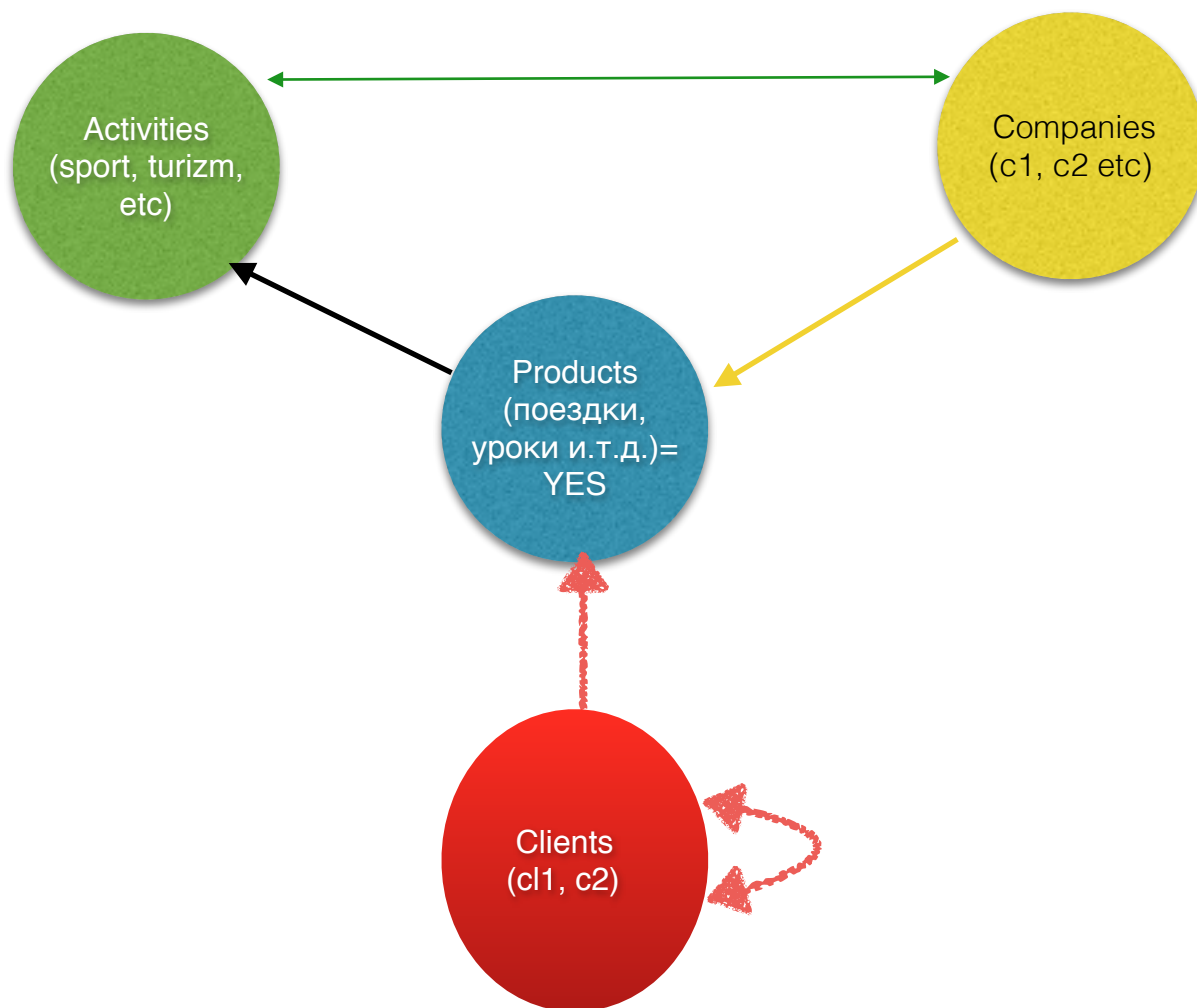 Activities
(sport, turizm,
etc)
Companies
(c1, c2 etc)
Products
(поездки,
уроки и.т.д.)=
YES
Clients
(cl1, c2)